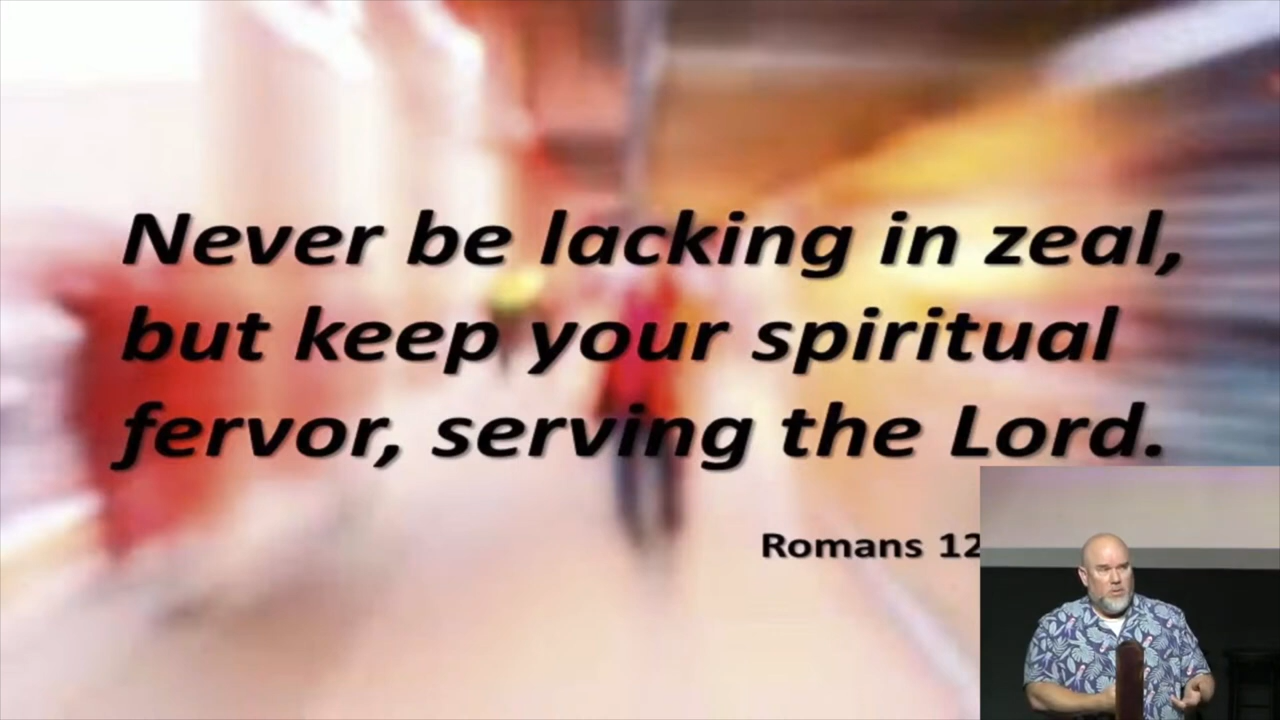 Never be lacking in zeal,
but keep your spiritual
fervor, serving the Lord.
Romans 12